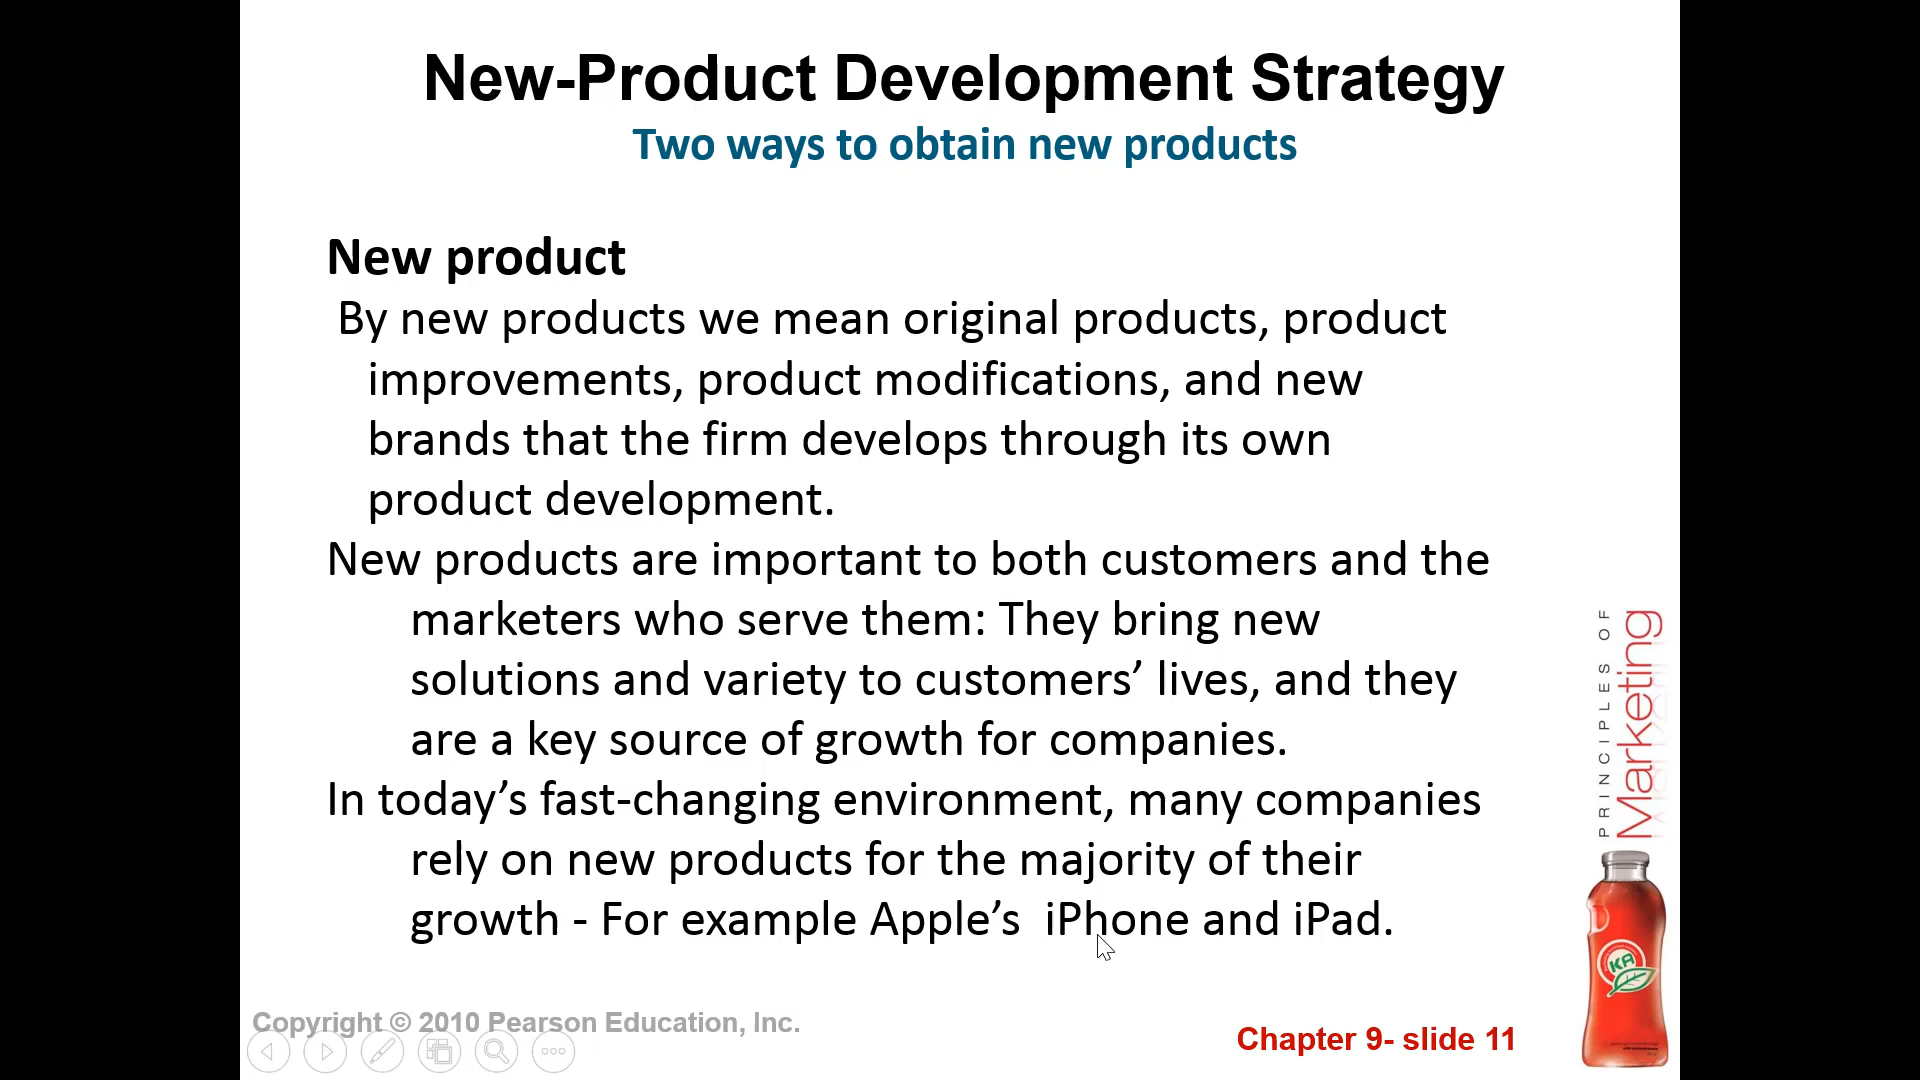 New-Product Development Strategy
Two ways to obtain new products
New product
By new products we mean original products, product
improvements, product modifications, and new
brands that the firm develops through its own
product development.
New products are important to both customers and the
marketers who serve them: They bring new
solutions and variety to customers’ lives, and they
are a key source of growth for companies.
In today’s fast-changing environment, many companies
rely on new products for the majority of their
growth - For example Apple’s  iPhone and iPad.
PRINCIPLES OF
Marketing
KA
Copyright © 2010 Pearson Education, Inc.
Chapter 9- slide 11